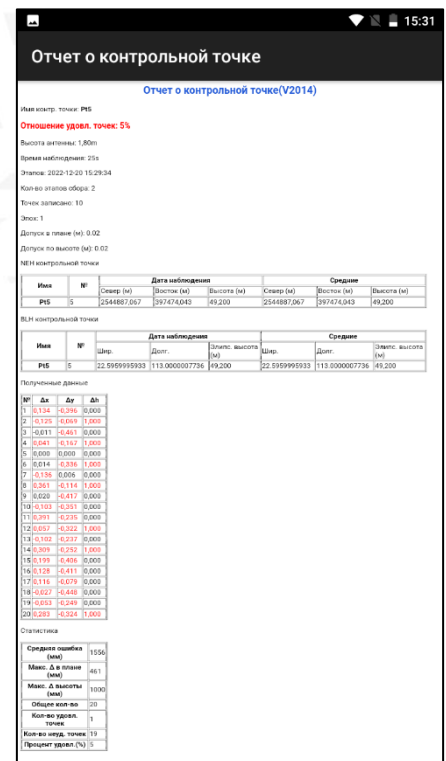 15:31
Отчет о контрольной точке
Отчет о контрольной точке(V2014)
Имя контр. точки: Pt5
Отношение удовл. точек: 5%
Высота антенны: 1,80m
Время наблюдения: 25s
Этапов: 2022-12-20 15:29:34
Кол-во этапов сбора: 2
Точек записано: 10
Эпох: 1
Допуск в плане (м): 0.02
Допуск по высоте (м): 0.02
NEH контрольной точки
Имя № Дата наблюдения Средние
Север (м) Восток (м) Высота (м) Север (м) Восток (м) Высота (м)
Pt5 5 2544887,067 397474,043 49,200 2544887,067 397474,043 49,200
BLH контрольной точки
Имя № Дата наблюдения Средние
Шир. Долг. Элипс. высота (м) Шир. Долг. Элипс. высота (м)
Pt5 5 22.5959995933 113.0000007736 49,200 22.5959995933 113.0000007736 49,200
Полученные данные
№ Δx Δy Δh
1 0,134 -0,396 0,000
2 -0,125 -0,069 1,000
3 -0,011 -0,461 0,000
4 0,041 -0,167 1,000
5 0,000 0,000 0,000
6 0,014 -0,336 1,000
7 -0,136 0,006 0,000
8 0,361 -0,114 1,000
9 0,020 -0,417 0,000
10 -0,103 -0,351 0,000
11 0,391 -0,235 0,000
12 0,057 -0,322 1,000
13 -0,102 -0,237 0,000
14 0,309 -0,252 1,000
15 0,199 -0,406 0,000
16 0,128 -0,411 0,000
17 0,116 -0,079 0,000
18 -0,027 -0,448 0,000
19 -0,053 -0,249 0,000
20 0,283 -0,324 1,000
Статистика
Средняя ошибка (мм) 1556
Макс. Δ в плане (мм) 461
Макс. Δ высоты (мм) 1000
Общее кол-во 20
Кол-во удовл. точек 1
Кол-во неуд. точек 19
Процент удовл.(%) 5